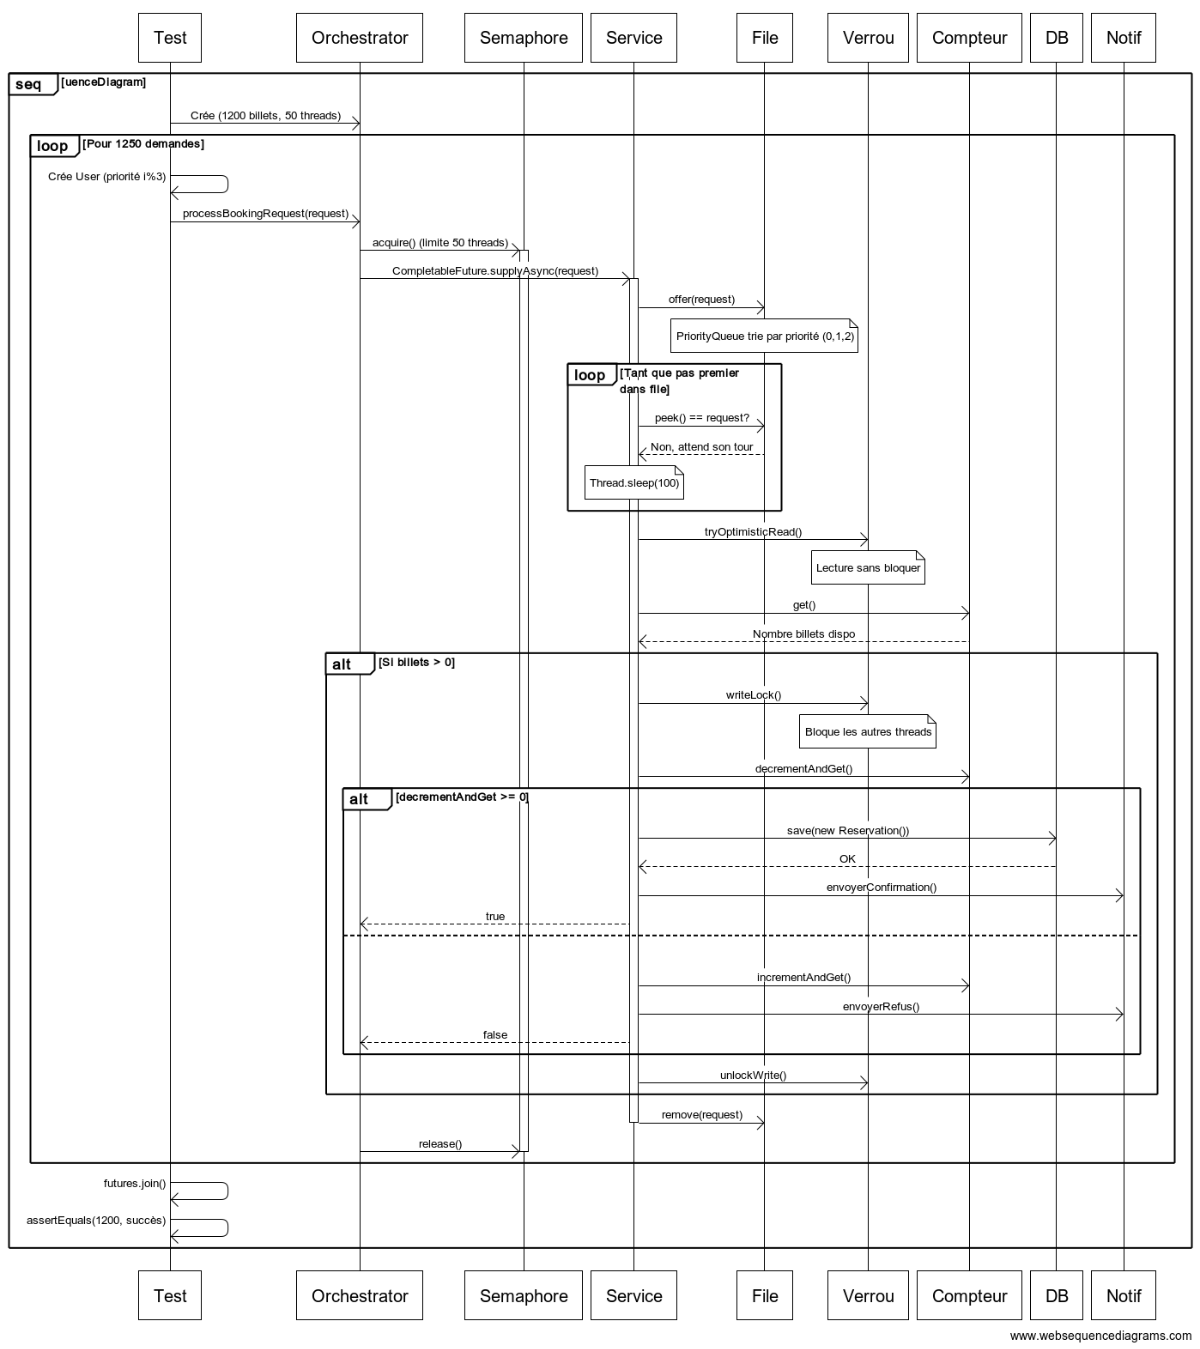 Test
Orchestrator
Semaphore
Service
File
Verrou
Compteur
DB
Notif
seq
[uenceDiagram]
Crée (1200 billets, 50 threads)
loop
[Pour 1250 demandes]
Crée User (priorité i%3)
processBookingRequest(request)
acquire() (limite 50 threads)
CompletableFuture.supplyAsync(request)
offer(request)
PriorityQueue trie par priorité (0,1,2)
loop
[Tant que pas premier
dans file]
peek() == request?
Non, attend son tour
Thread.sleep(100)
tryOptimisticRead()
Lecture sans bloquer
get()
Nombre billets dispo
alt
[Si billets > 0]
writeLock()
Bloque les autres threads
decrementAndGet()
alt
[decrementAndGet >= 0]
save(new Reservation())
OK
envoyerConfirmation()
true
incrementAndGet()
envoyerRefus()
false
unlockWrite()
remove(request)
release()
futures.join()
assertEquals(1200, succès)
Test
Orchestrator
Semaphore
Service
File
Verrou
Compteur
DB
Notif
www.websequencediagrams.com